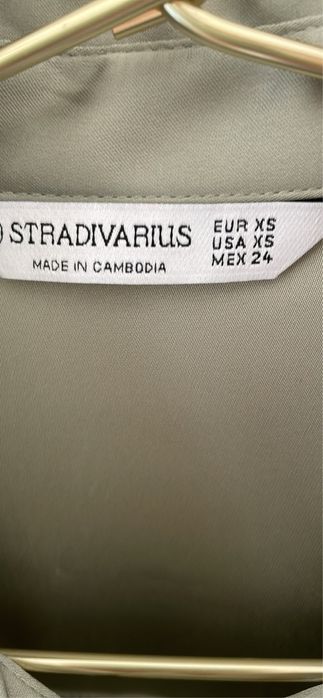 STRADIVARIUS
MADE IN CAMBODIA
EUR XS
USA XS
MEX 24